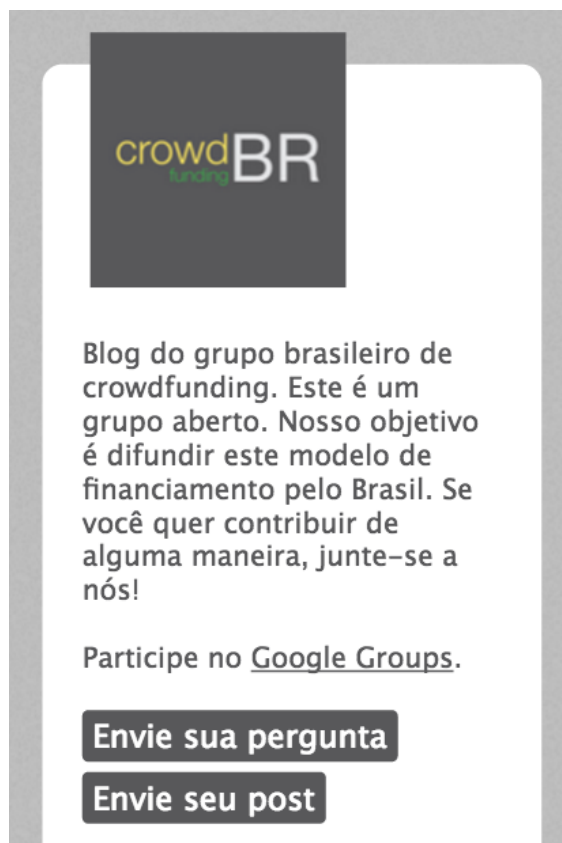 crowdBR
funding
Blog do grupo brasileiro de
crowdfunding. Este é um
grupo aberto. Nosso objetivo
é difundir este modelo de
financiamento pelo Brasil. Se
você quer contribuir de
alguma maneira, junte-se a
nós!
Participe no Google Groups.
Envie sua pergunta
Envie seu post